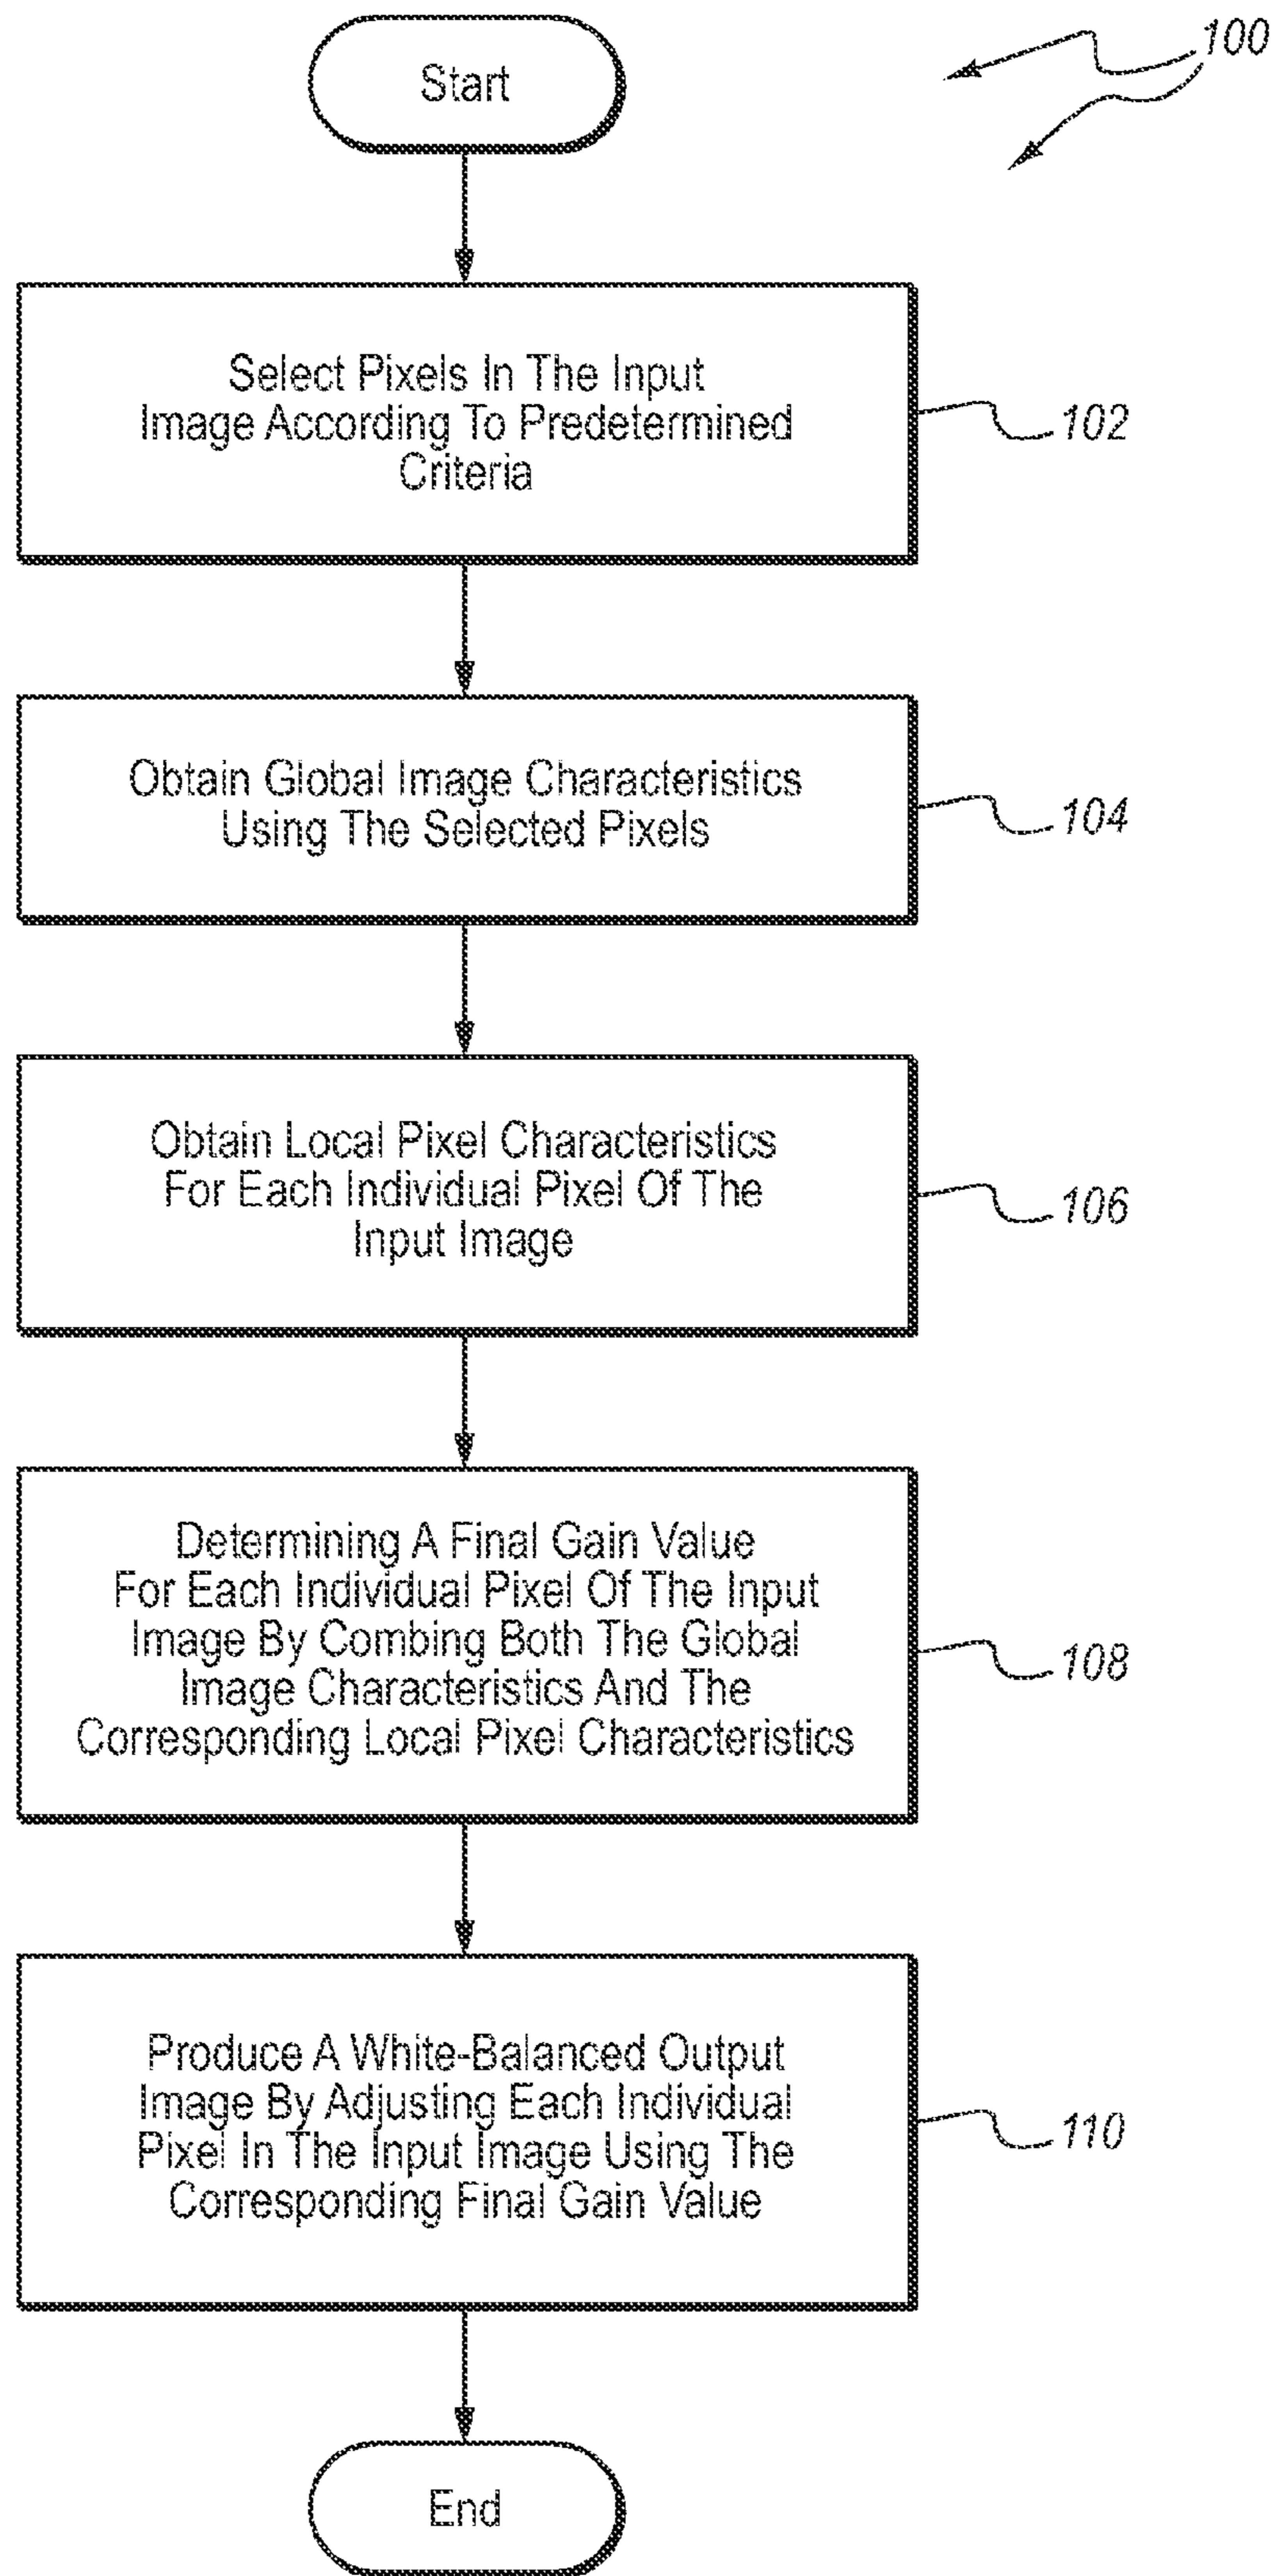 Start
100
Select Pixels In The Input
Image According To Predetermined
Criteria
102
Obtain Global Image Characteristics
Using The Selected Pixels
104
Obtain Local Pixel Characteristics
For Each Individual Pixel Of The
Input Image
106
Determining A Final Gain Value
For Each Individual Pixel Of The Input
Image By Combing Both The Global
Image Characteristics And The
Corresponding Local Pixel Characteristics
108
Produce A White-Balanced Output
Image By Adjusting Each Individual
Pixel In The Input Image Using The
Corresponding Final Gain Value
110
End